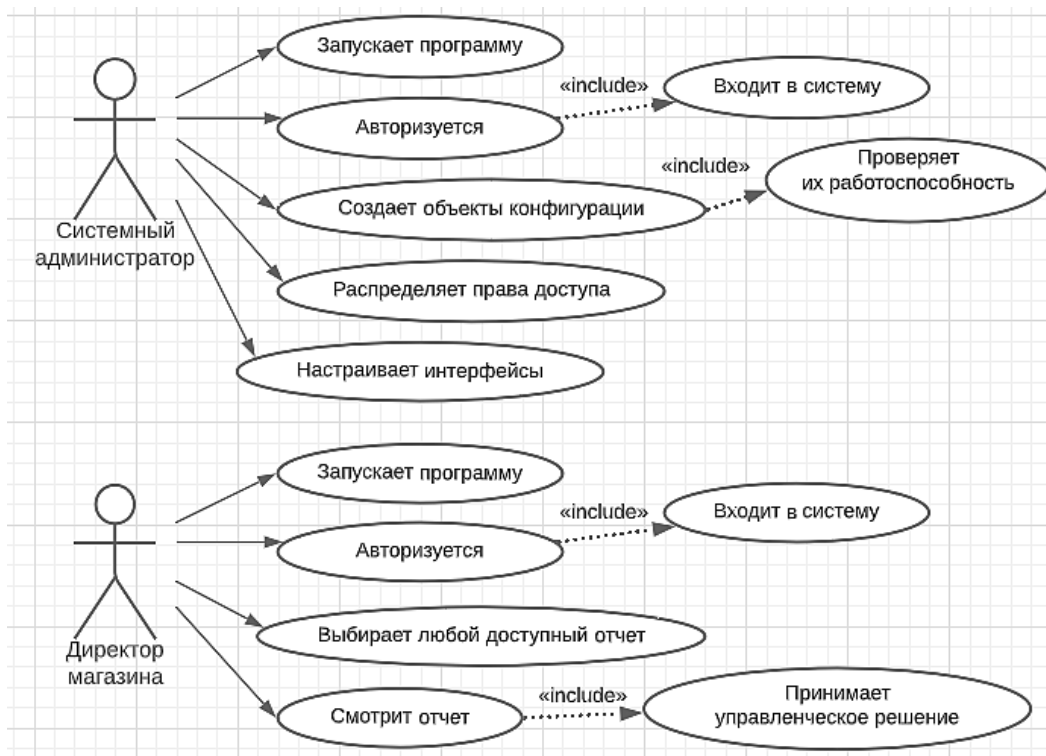 Запускает программу
«include»
Входит в систему
Авторизуется
«include»
Проверяет
их работоспособность
Создает объекты конфигурации
Системный
администратор
Распределяет права доступа
Настраивает интерфейсы
Запускает программу
«include»
Входит в систему
Авторизуется
Выбирает любой доступный отчет
Директор
магазина
«include»
Принимает
управленческое решение
Смотрит отчет